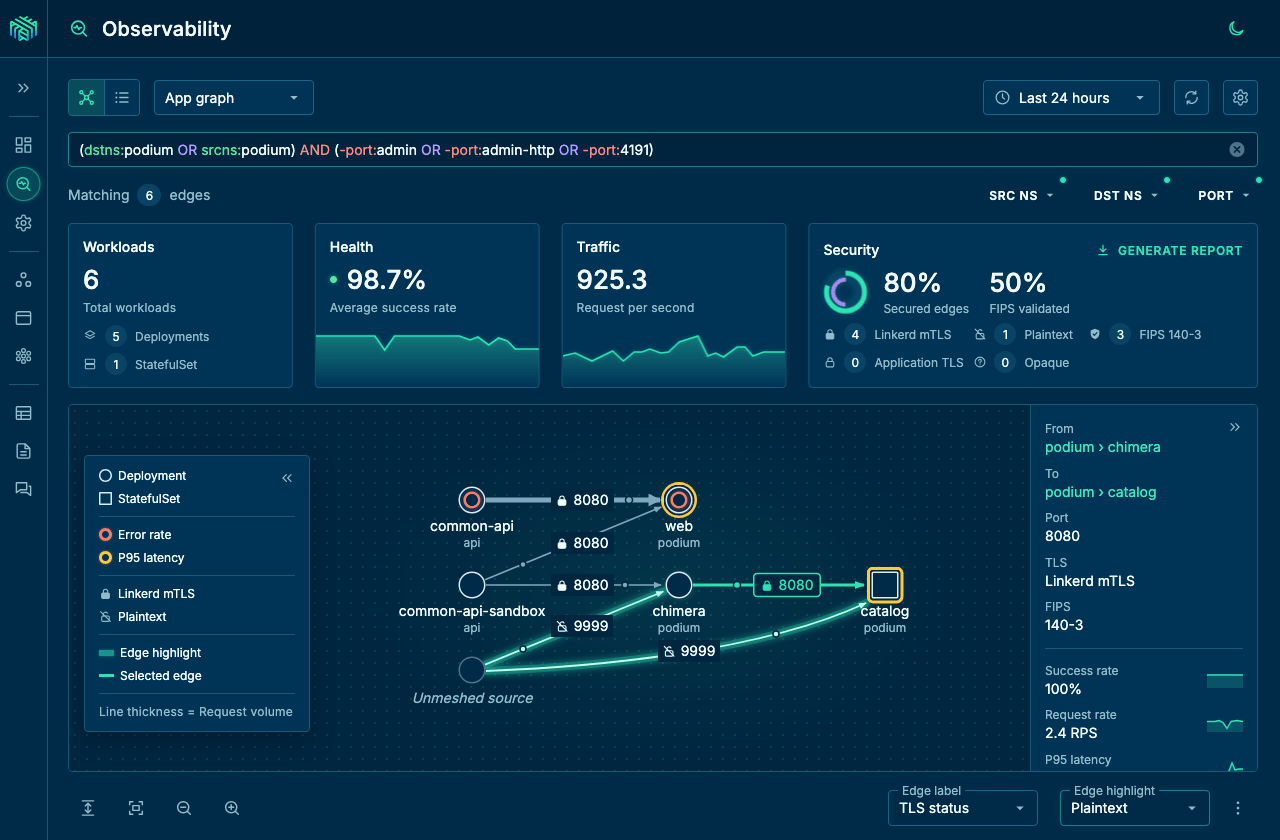 Observability
App graph
Last 24 hours
(dstns:podium OR srcns:podium) AND (-port:admin OR -port:admin-http OR -port:4191)
Matching 6 edges
SRC NS
DST NS
PORT
Workloads
6
Total workloads
5 Deployments
1 StatefulSet
Health
98.7%
Average success rate
Traffic
925.3
Request per second
Security
GENERATE REPORT
80%
Secured edges
50%
FIPS validated
4 Linkerd mTLS
1 Plaintext
3 FIPS 140-3
0 Application TLS
0 Opaque
Deployment
StatefulSet
Error rate
P95 latency
Linkerd mTLS
Plaintext
Edge highlight
Selected edge
Line thickness = Request volume
8080
common-api
api
web
podium
8080
8080
8080
common-api-sandbox
api
chimera
podium
catalog
podium
9999
9999
Unmeshed source
From
podium › chimera
To
podium › catalog
Port
8080
TLS
Linkerd mTLS
FIPS
140-3
Success rate
100%
Request rate
2.4 RPS
P95 latency
Edge label
TLS status
Edge highlight
Plaintext